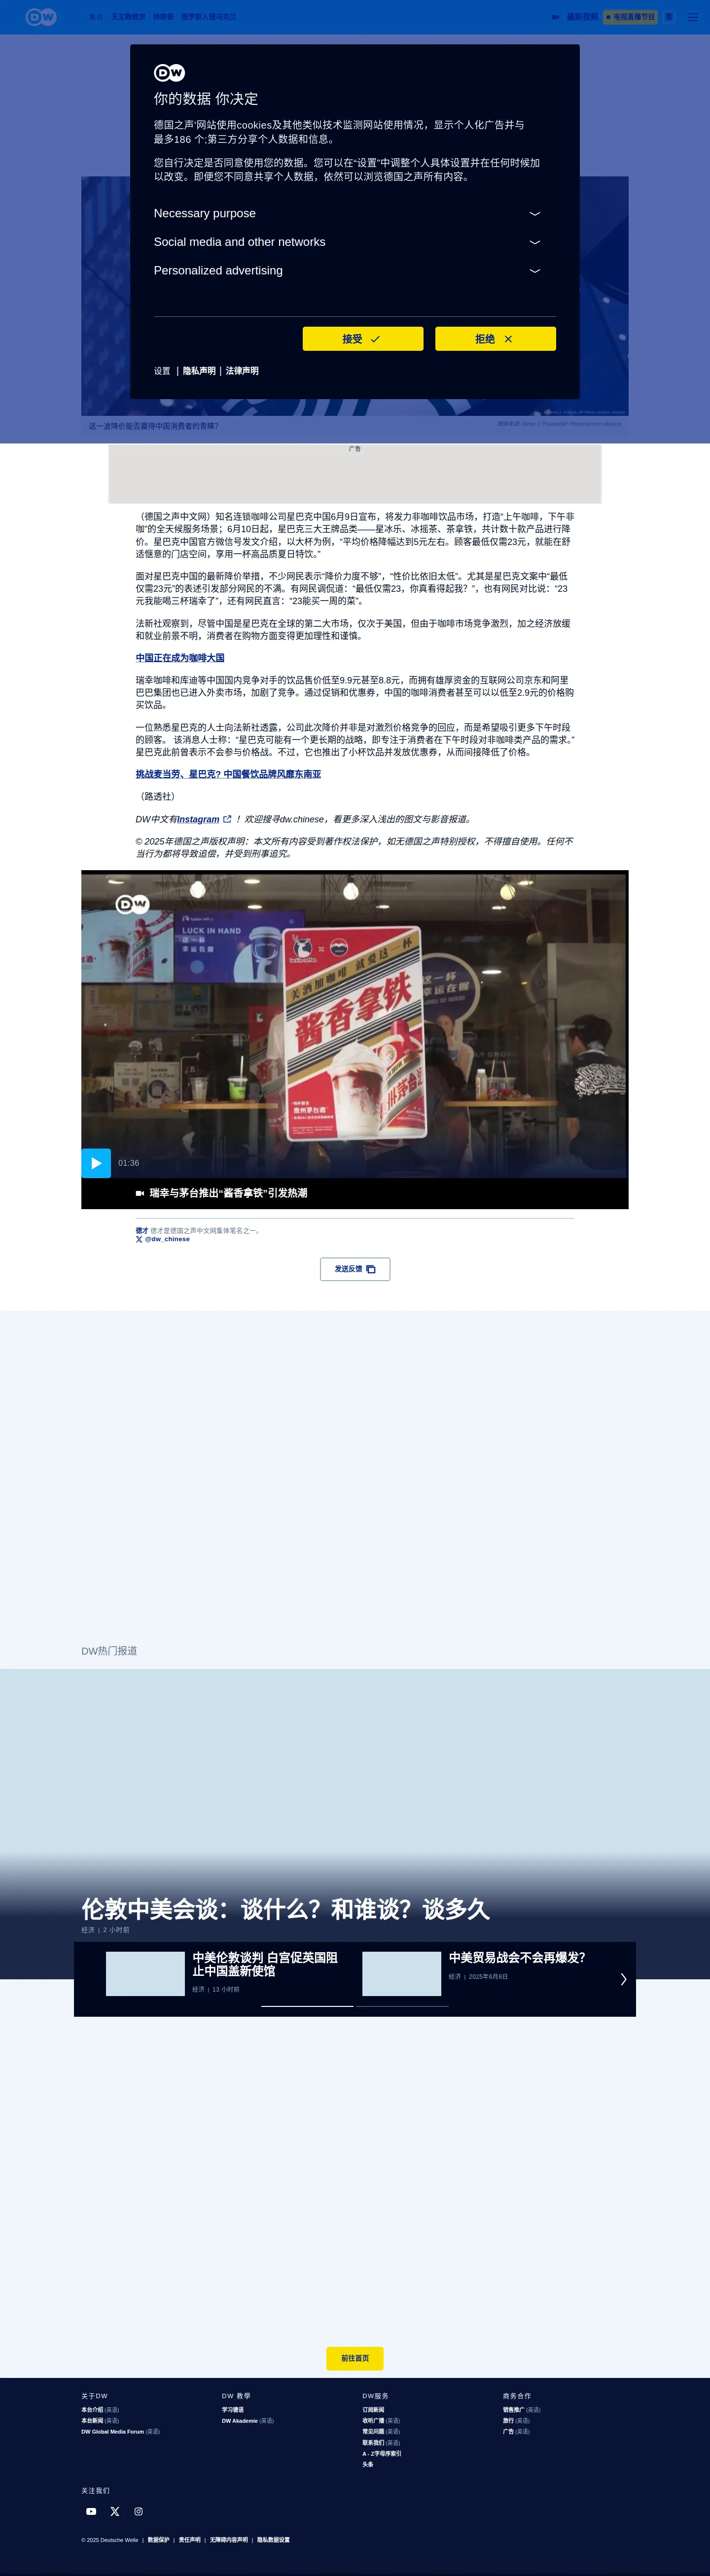 DW
焦点
天主教教宗 特朗普 俄罗斯入侵乌克兰
最新视频
电视直播节目
繁
DW
你的数据 你决定
德国之声'网站使用cookies及其他类似技术监测网站使用情况，显示个人化广告并与
最多186 个;第三方分享个人数据和信息。
您自行决定是否同意使用您的数据。您可以在“设置”中调整个人具体设置并在任何时候加
以改变。即便您不同意共享个人数据，依然可以浏览德国之声所有内容。
Necessary purpose
Social media and other networks
Personalized advertising
接受
拒绝
设置 | 隐私声明 | 法律声明
这一波降价能否赢得中国消费者的青睐？
广告
（德国之声中文网）知名连锁咖啡公司星巴克中国6月9日宣布，将发力非咖啡饮品市场，打造“上午咖啡，下午非
咖”的全天候服务场景；6月10日起，星巴克三大王牌品类——星冰乐、冰摇茶、茶拿铁，共计数十款产品进行降
价。星巴克中国官方微信号发文介绍，以大杯为例，“平均价格降幅达到5元左右。顾客最低仅需23元，就能在舒
适惬意的门店空间，享用一杯高品质夏日特饮。”
面对星巴克中国的最新降价举措，不少网民表示“降价力度不够”，“性价比依旧太低”。尤其是星巴克文案中“最低
仅需23元”的表述引发部分网民的不满。有网民调侃道：“最低仅需23，你真看得起我？”，也有网民对比说：“23
元我能喝三杯瑞幸了”，还有网民直言：“23能买一周的菜”。
法新社观察到，尽管中国是星巴克在全球的第二大市场，仅次于美国，但由于咖啡市场竞争激烈，加之经济放缓
和就业前景不明，消费者在购物方面变得更加理性和谨慎。
中国正在成为咖啡大国
瑞幸咖啡和库迪等中国国内竞争对手的饮品售价低至9.9元甚至8.8元，而拥有雄厚资金的互联网公司京东和阿里
巴巴集团也已进入外卖市场，加剧了竞争。通过促销和优惠券，中国的咖啡消费者甚至可以以低至2.9元的价格购
买饮品。
一位熟悉星巴克的人士向法新社透露，公司此次降价并非是对激烈价格竞争的回应，而是希望吸引更多下午时段
的顾客。 该消息人士称：“星巴克可能有一个更长期的战略，即专注于消费者在下午时段对非咖啡类产品的需求。”
星巴克此前曾表示不会参与价格战。不过，它也推出了小杯饮品并发放优惠券，从而间接降低了价格。
挑战麦当劳、星巴克? 中国餐饮品牌风靡东南亚
（路透社）
DW中文有Instagram ！欢迎搜寻dw.chinese，看更多深入浅出的图文与影音报道。
© 2025年德国之声版权声明：本文所有内容受到著作权法保护，如无德国之声特别授权，不得擅自使用。任何不
当行为都将导致追偿，并受到刑事追究。
DW
LUCK IN HAND
luckin coffee
美酒加咖啡 就爱这一杯
酱香拿铁
贵州茅台酒
01:36
瑞幸与茅台推出“酱香拿铁”引发热潮
德才 德才是德国之声中文网集体笔名之一。
@dw_chinese
发送反馈
DW热门报道
伦敦中美会谈：谈什么？和谁谈？谈多久
经济 | 2 小时前
中美伦敦谈判 白宫促英国阻
止中国盖新使馆
经济 | 13 小时前
中美贸易战会不会再爆发？
经济 | 2025年6月8日
前往首页
关于DW
本台介绍 (英语)
本台新闻 (英语)
DW Global Media Forum (英语)
DW 教學
学习德语
DW Akademie (英语)
DW服务
订阅新闻
收听广播 (英语)
常见问题 (英语)
联系我们 (英语)
A - Z字母序索引
头条
商务合作
销售推广 (英语)
旅行 (英语)
广告 (英语)
关注我们
© 2025 Deutsche Welle | 数据保护 | 责任声明 | 无障碍内容声明 | 隐私数据设置